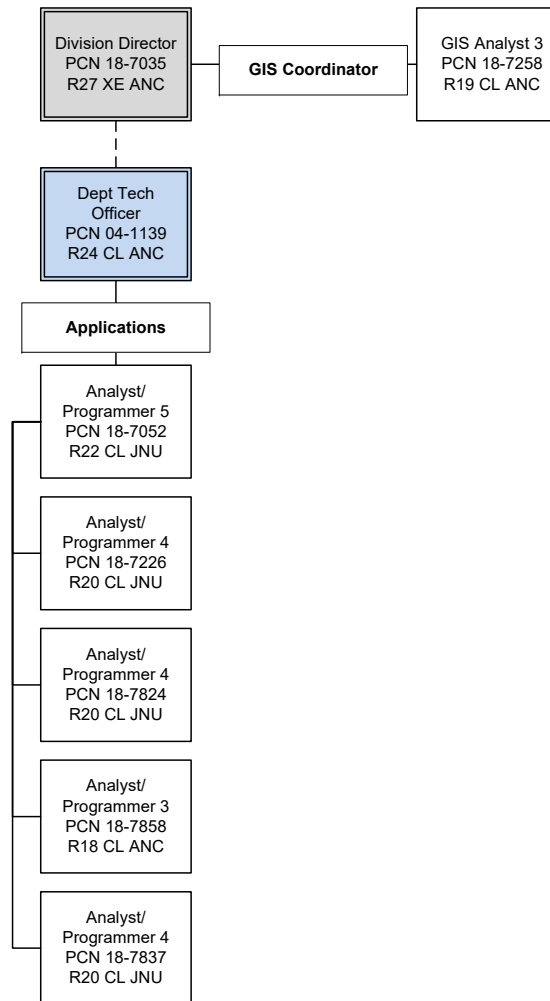 Division Director
PCN 18-7035
R27 XE ANC
GIS Coordinator
GIS Analyst 3
PCN 18-7258
R19 CL ANC
Dept Tech
Officer
PCN 04-1139
R24 CL ANC
Applications
Analyst/
Programmer 5
PCN 18-7052
R22 CL JNU
Analyst/
Programmer 4
PCN 18-7226
R20 CL JNU
Analyst/
Programmer 4
PCN 18-7824
R20 CL JNU
Analyst/
Programmer 3
PCN 18-7858
R18 CL ANC
Analyst/
Programmer 4
PCN 18-7837
R20 CL JNU